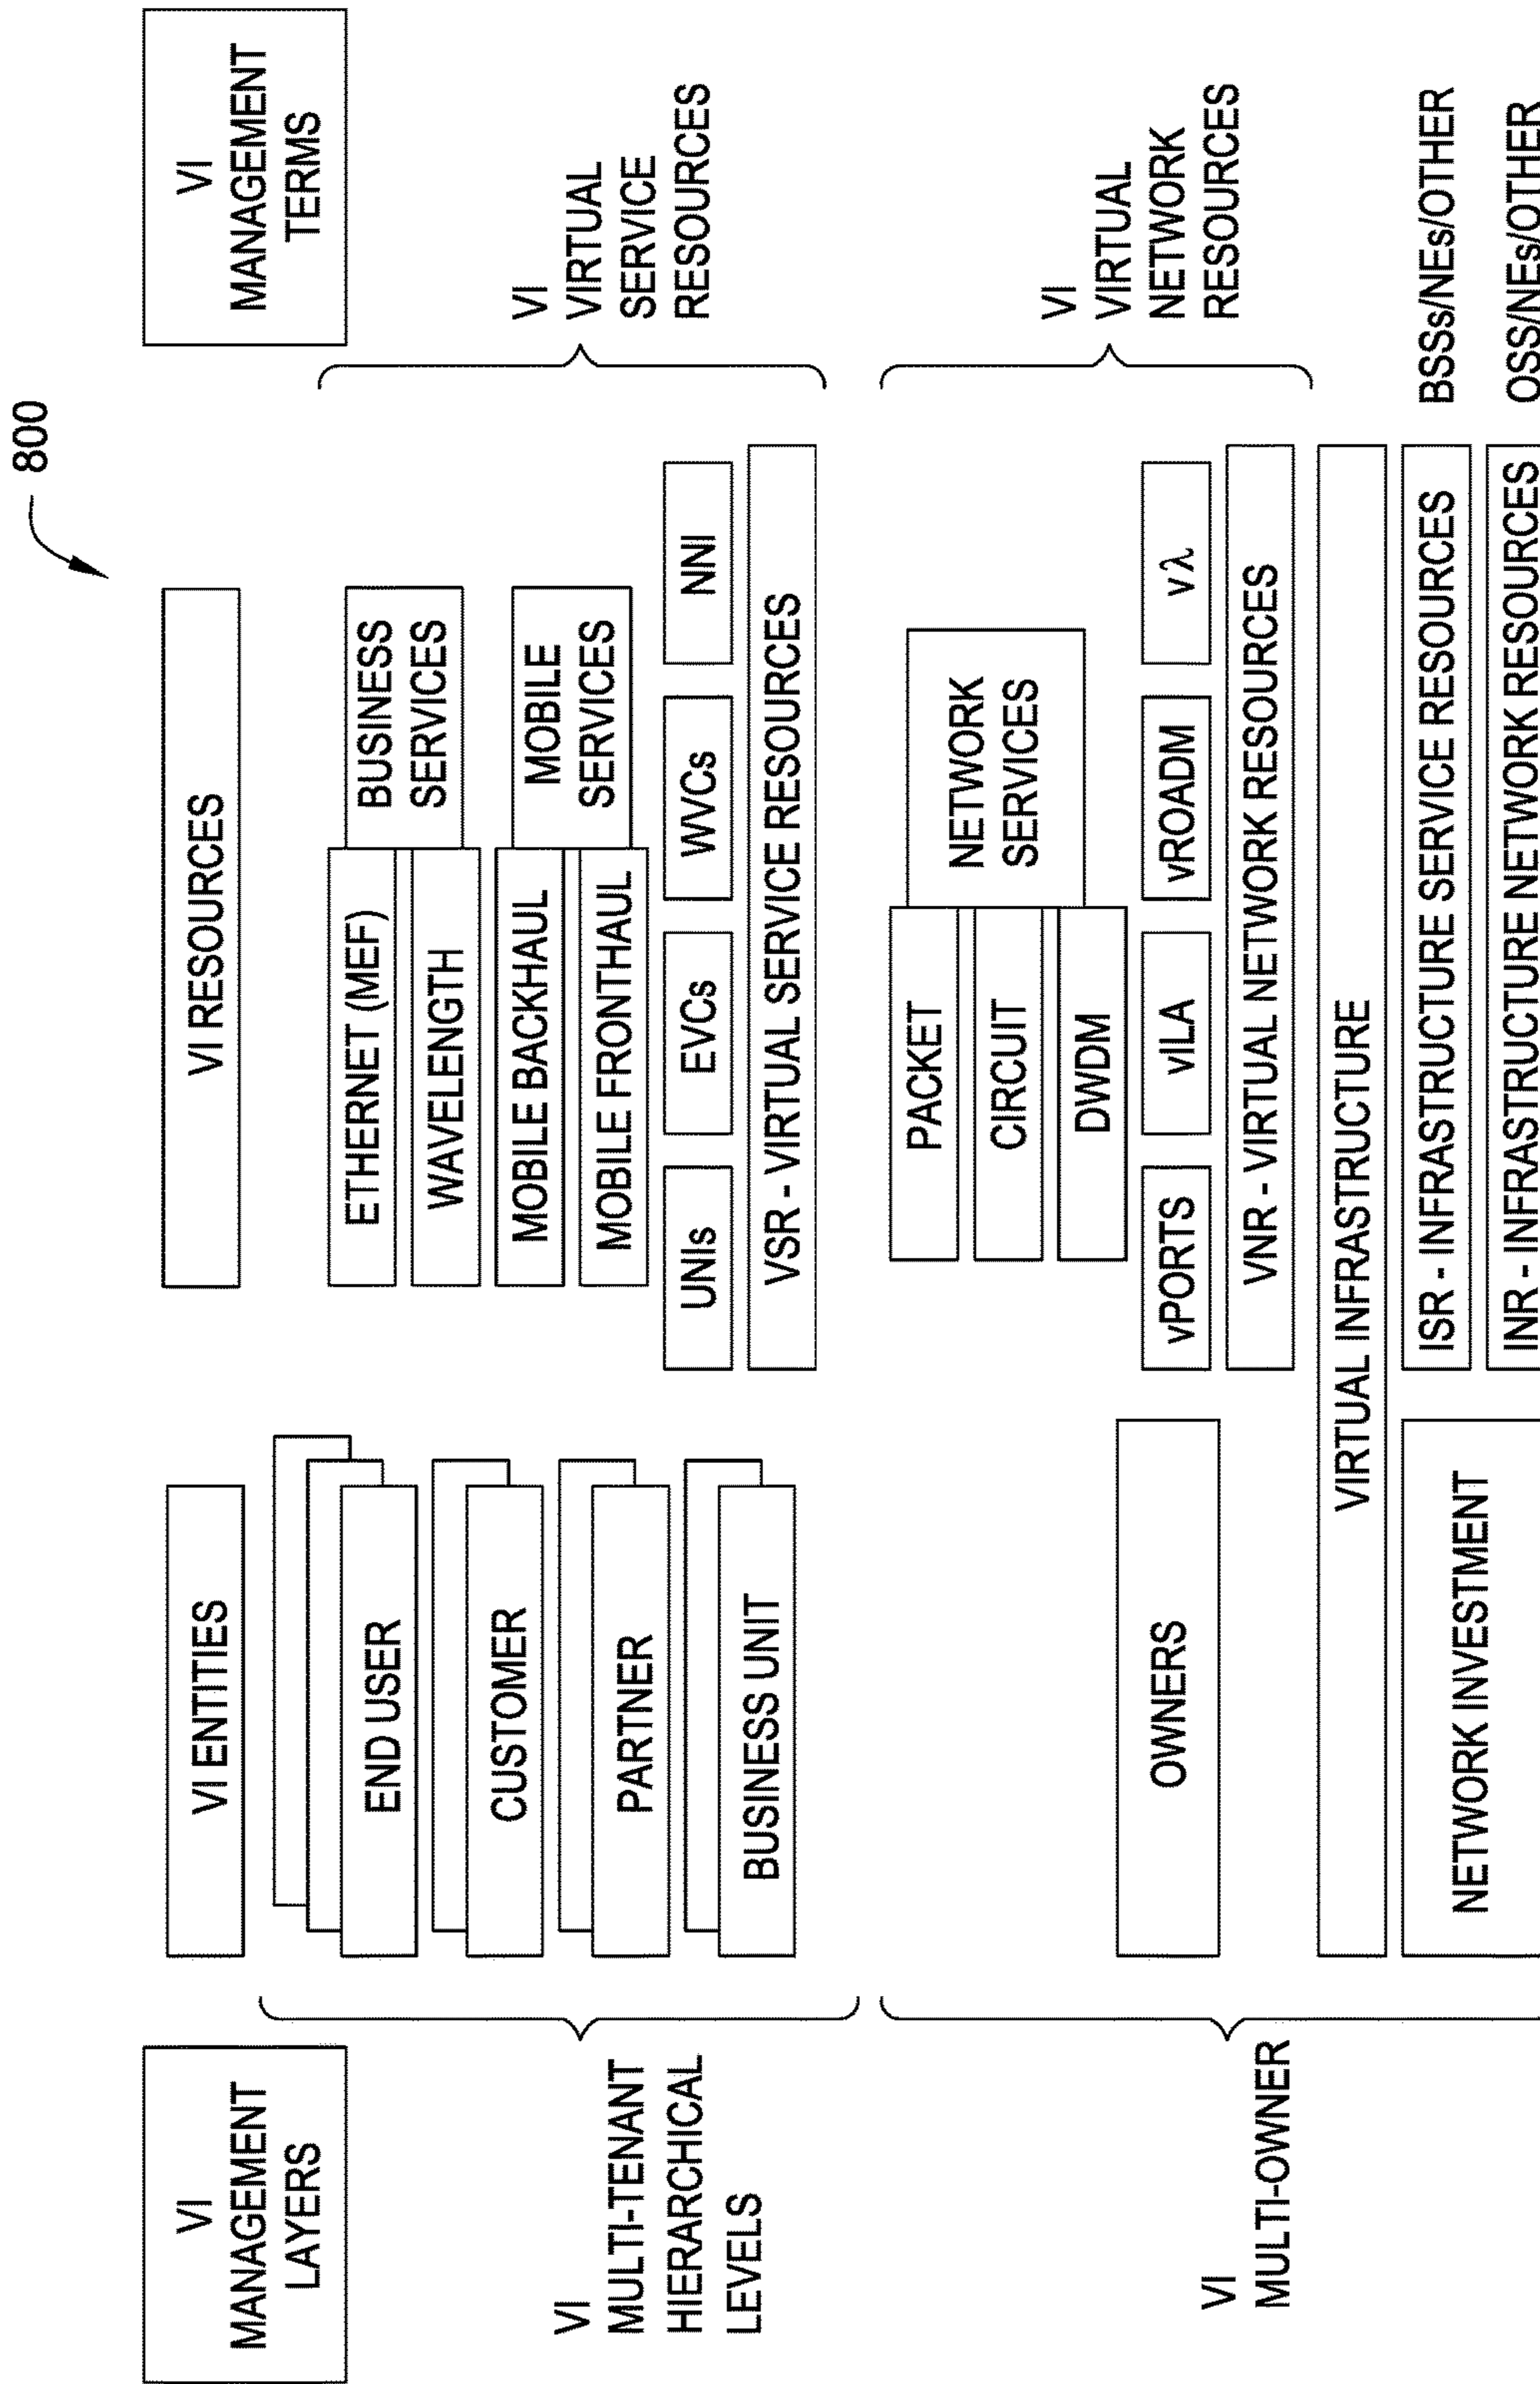 800
VI
MANAGEMENT
LAYERS
VI ENTITIES
VI RESOURCES
VI
MANAGEMENT
TERMS
VI
MULTI-TENANT
HIERARCHICAL
LEVELS
END USER
CUSTOMER
PARTNER
BUSINESS UNIT
ETHERNET (MEF)
WAVELENGTH
BUSINESS
SERVICES
MOBILE BACKHAUL
MOBILE FRONTHAUL
MOBILE
SERVICES
UNIs
EVCs
WVCs
NNI
VSR - VIRTUAL SERVICE RESOURCES
VI
VIRTUAL
SERVICE
RESOURCES
VI
MULTI-OWNER
OWNERS
PACKET
CIRCUIT
DWDM
NETWORK
SERVICES
vPORTS
vILA
vROADM
vλ
VNR - VIRTUAL NETWORK RESOURCES
VI
VIRTUAL
NETWORK
RESOURCES
VIRTUAL INFRASTRUCTURE
NETWORK INVESTMENT
ISR - INFRASTRUCTURE SERVICE RESOURCES
BSSs/NEs/OTHER
INR - INFRASTRUCTURE NETWORK RESOURCES
OSS/NEs/OTHER